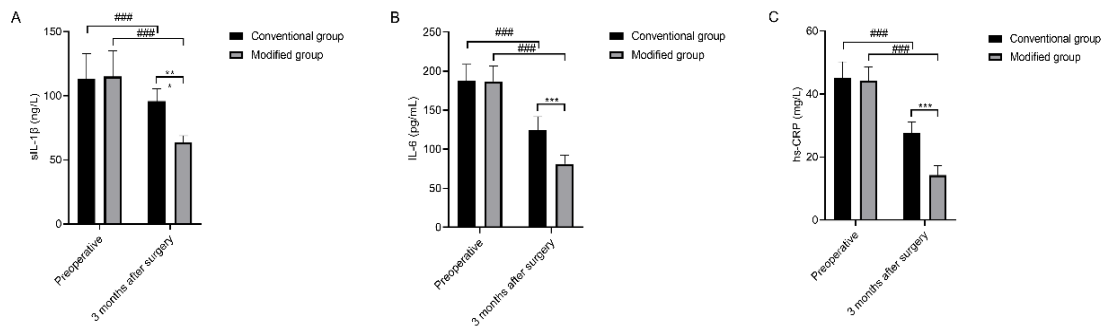 A
sIL-1β (ng/L)
150
100
50
0
###
###
**
*
Preoperative
3 months after surgery
Conventional group
Modified group
B
IL-6 (pg/mL)
250
200
150
100
50
0
###
###
***
Preoperative
3 months after surgery
Conventional group
Modified group
C
hs-CRP (mg/L)
60
40
20
0
###
###
***
Preoperative
3 months after surgery
Conventional group
Modified group